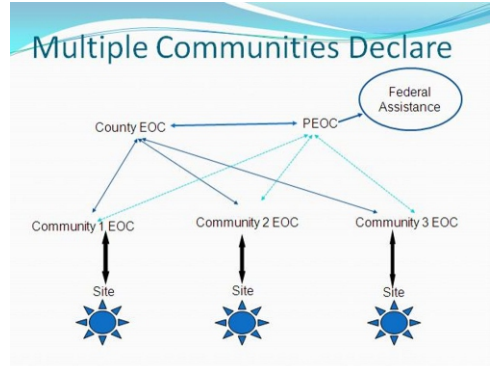 Multiple Communities Declare
Federal
Assistance
County EOC
PEOC
Community 1 EOC
Community 2 EOC
Community 3 EOC
Site
Site
Site